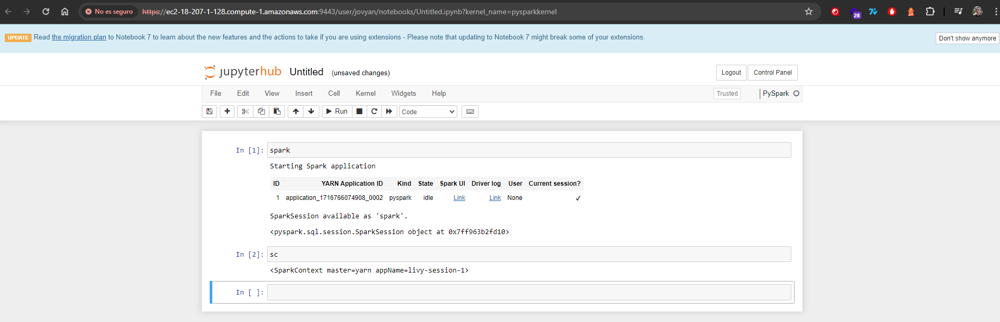 No es seguro https://ec2-18-207-1-128.compute-1.amazonaws.com:9443/user/jovyan/notebooks/Untitled.ipynb?kernel_name=pysparkkernel 28
UPDATE Read the migration plan to Notebook 7 to learn about the new features and the actions to take if you are using extensions - Please note that updating to Notebook 7 might break some of your extensions. Don't show anymore
jupyterhub Untitled (unsaved changes) Logout Control Panel
File Edit View Insert Cell Kernel Widgets Help Trusted PySpark
Run Code
In [1]: spark
Starting Spark application
ID YARN Application ID Kind State Spark UI Driver log User Current session?
1 application_1716766074908_0002 pyspark idle Link Link None ✓
SparkSession available as 'spark'.
<pyspark.sql.session.SparkSession object at 0x7ff963b2fd10>
In [2]: sc
<SparkContext master=yarn appName=livy-session-1>
In [ ]: